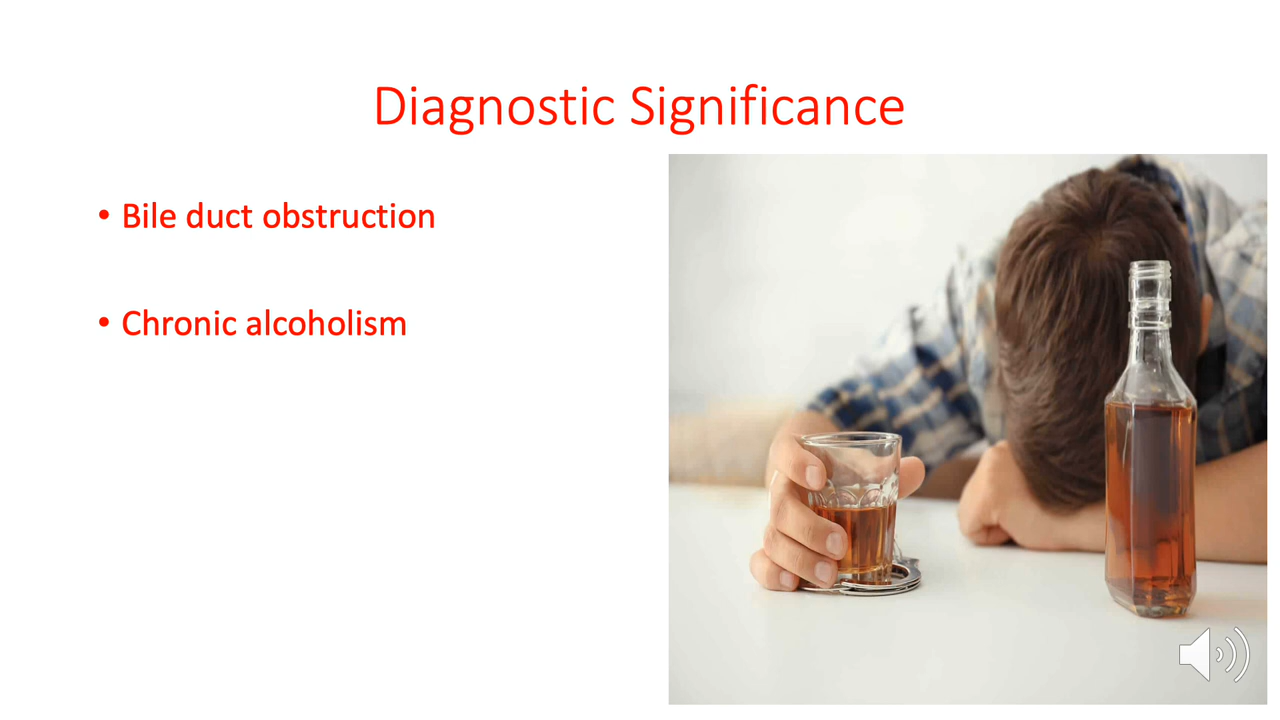 Diagnostic Significance
• Bile duct obstruction
• Chronic alcoholism